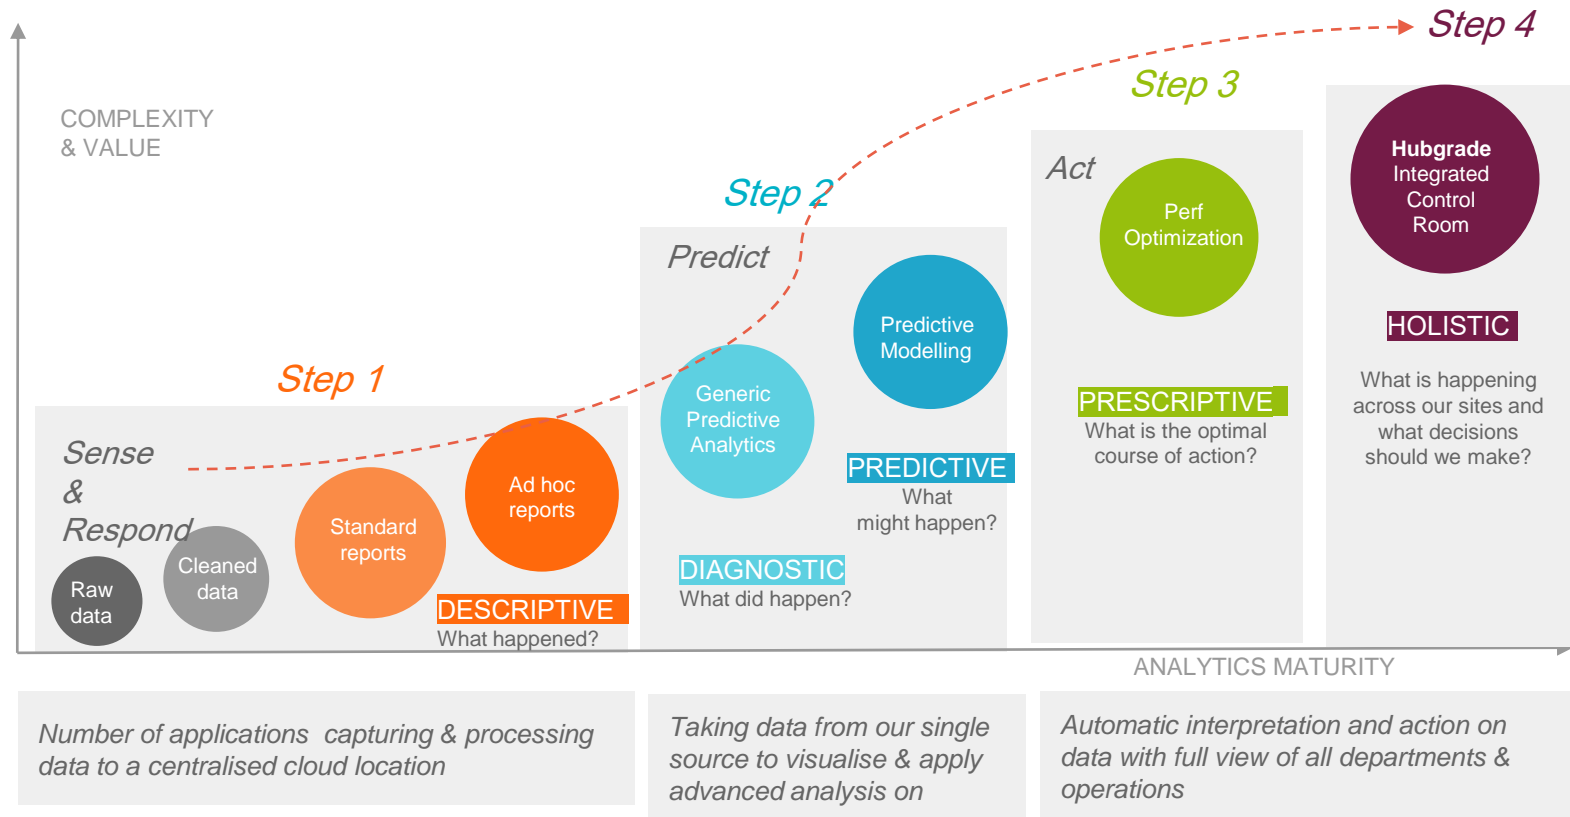 Step 4
Step 3
COMPLEXITY
& VALUE
Hubgrade
Integrated
Control
Room
Act
Step 2
Perf
Optimization
Predict
Predictive
Modelling
HOLISTIC
Step 1
What is happening
across our sites and
what decisions
should we make?
Generic
Predictive
Analytics
PRESCRIPTIVE
What is the optimal
course of action?
Sense
&
Respond
Ad hoc
reports
PREDICTIVE
What
might happen?
Standard
reports
Cleaned
data
DIAGNOSTIC
What did happen?
Raw
data
DESCRIPTIVE
What happened?
ANALYTICS MATURITY
Number of applications  capturing & processing
data to a centralised cloud location
Taking data from our single
source to visualise & apply
advanced analysis on
Automatic interpretation and action on
data with full view of all departments &
operations